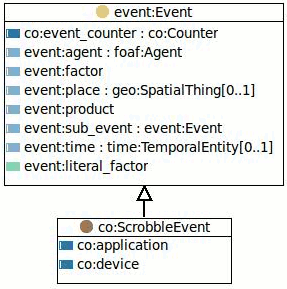 event:Event
co:event_counter : co:Counter
event:agent : foaf:Agent
event:factor
event:place : geo:SpatialThing[0..1]
event:product
event:sub_event : event:Event
event:time : time:TemporalEntity[0..1]
event:literal_factor
co:ScrobbleEvent
co:application
co:device